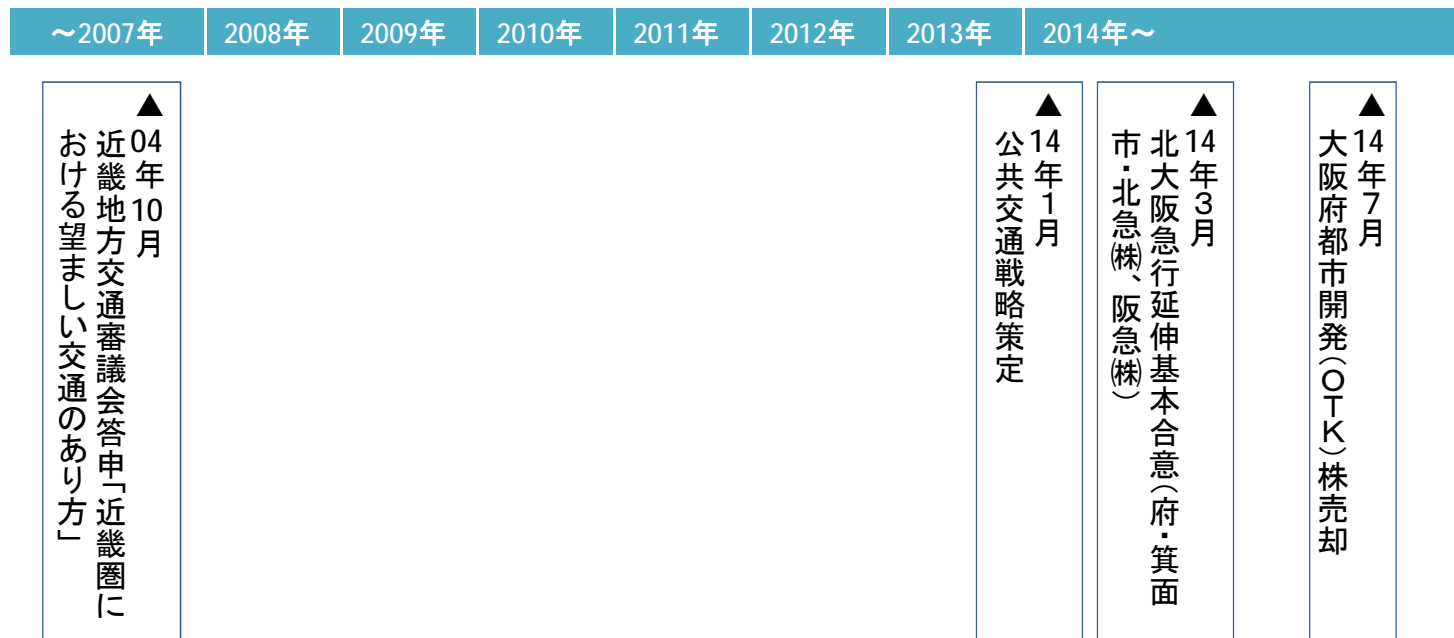 ～2007年
2008年
2009年
2010年
2011年
2012年
2013年
2014年～
▲04年10月
近畿地方交通審議会答申「近畿圏に
おける望ましい交通のあり方」
▲14年１月
公共交通戦略策定
▲14年３月
北大阪急行延伸基本合意（府・箕面
市・北急㈱、阪急㈱）
▲14年７月
大阪府都市開発（ＯＴＫ）株売却